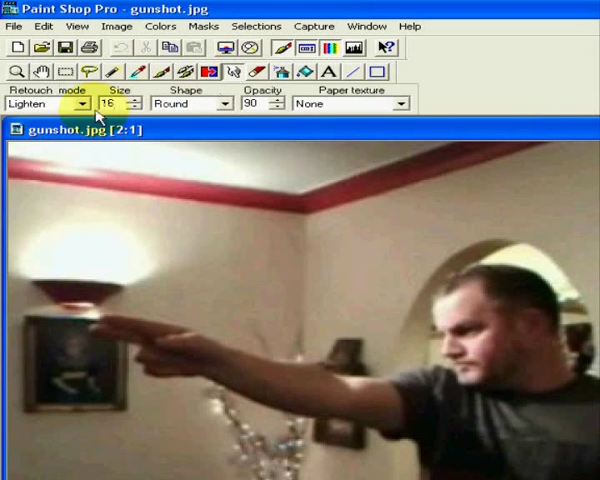 Paint Shop Pro - gunshot.jpg
File Edit View Image Colors Masks Selections Capture Window Help
Retouch mode Size Shape Opacity Paper texture
Lighten 16 Round 90 None
gunshot.jpg [2:1]